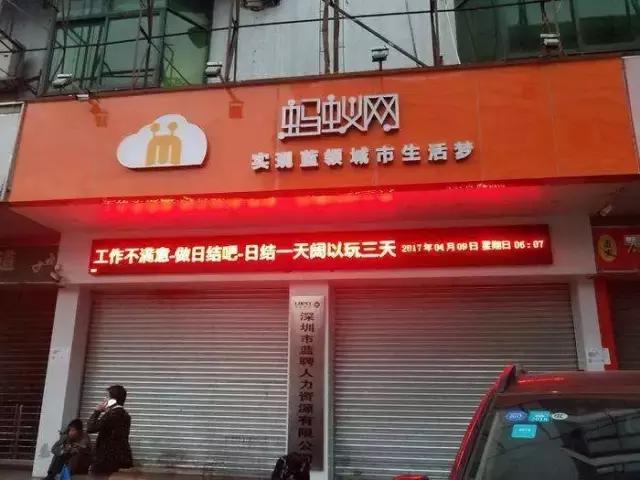 蚂蚁网
实现蓝领城市生活梦
工作不满意-做日结吧-日结一天阔以玩三天 2017年04月09日 星期日 06:07
深圳市蓝聘人力资源有限公司